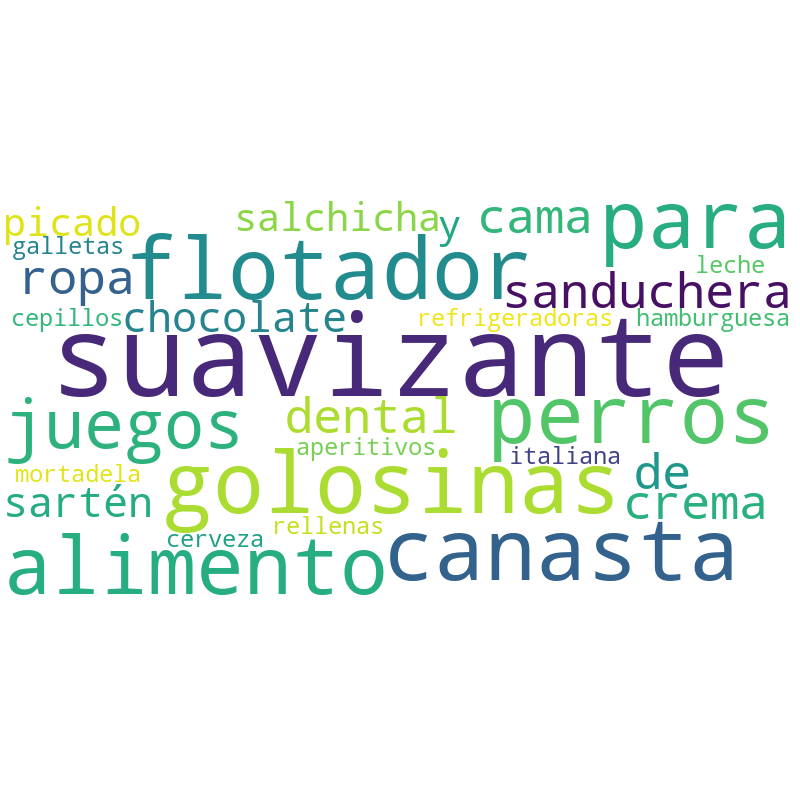 para
picado
salchicha
y
cama
galletas
flotador
ropa
leche
sanduchera
cepillos
chocolate
refrigeradoras
hamburguesa
suavizante
juegos
dental
perros
aperitivos
italiana
mortadela
golosinas
de
sartén
crema
rellenas
cerveza
alimento
canasta